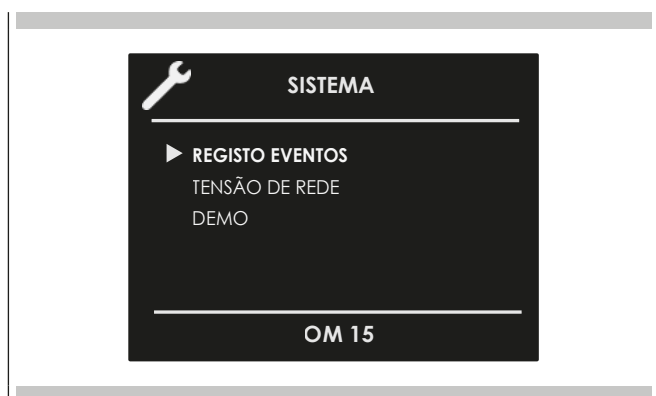 SISTEMA
REGISTO EVENTOS
TENSÃO DE REDE
DEMO
OM 15